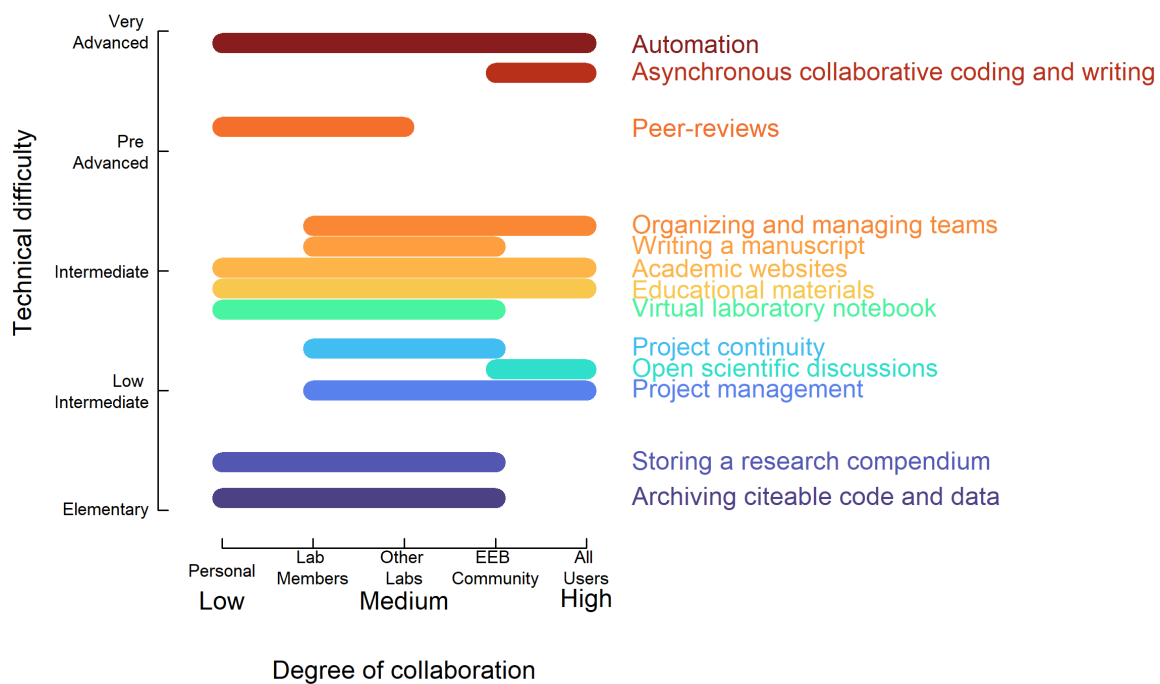 Very
Advanced
Pre
Advanced
Intermediate
Low
Intermediate
Elementary
Technical difficulty
Automation
Asynchronous collaborative coding and writing
Peer-reviews
Organizing and managing teams
Writing a manuscript
Academic websites
Educational materials
Virtual laboratory notebook
Project continuity
Open scientific discussions
Project management
Storing a research compendium
Archiving citeable code and data
Personal
Lab
Members
Other
Labs
EEB
Community
All
Users
Low
Medium
High
Degree of collaboration